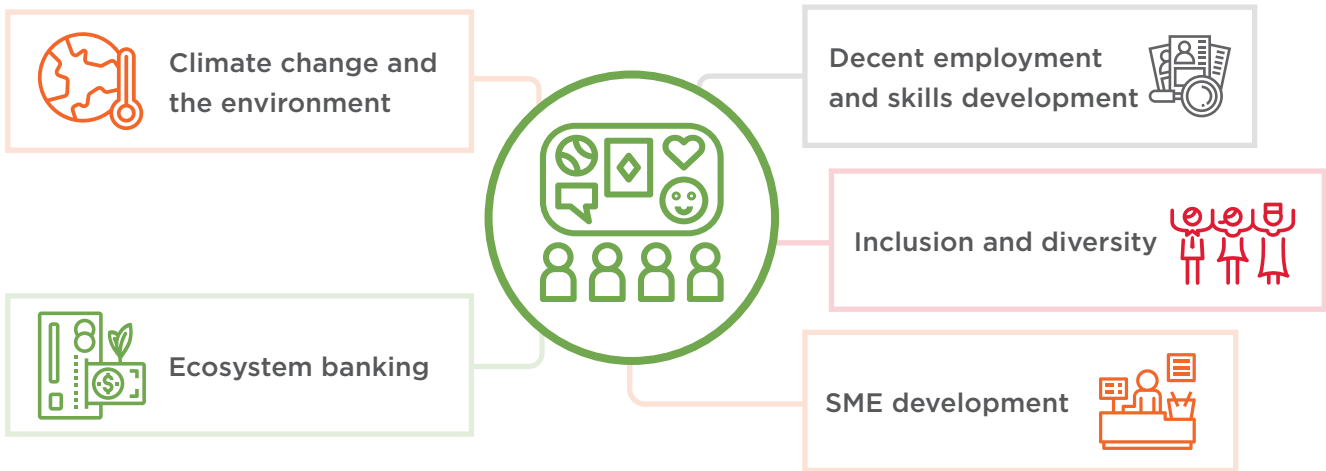 Climate change and
the environment
Decent employment
and skills development
Inclusion and diversity
Ecosystem banking
$
SME development